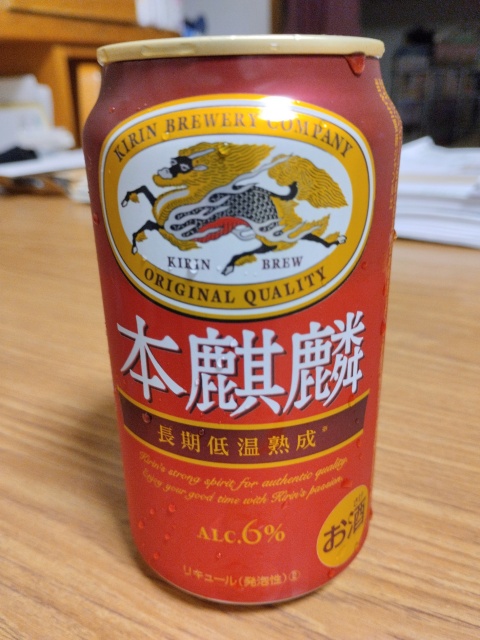 KIRIN BREWERY COMPANY
KIRIN BREW
ORIGINAL QUALITY
本麒麟
長期低温熟成※
Kirin's strong spirit for authentic quality.
Enjoy your good time with Kirin's passion.
ALC.6%
お酒
リキュール(発泡性)①